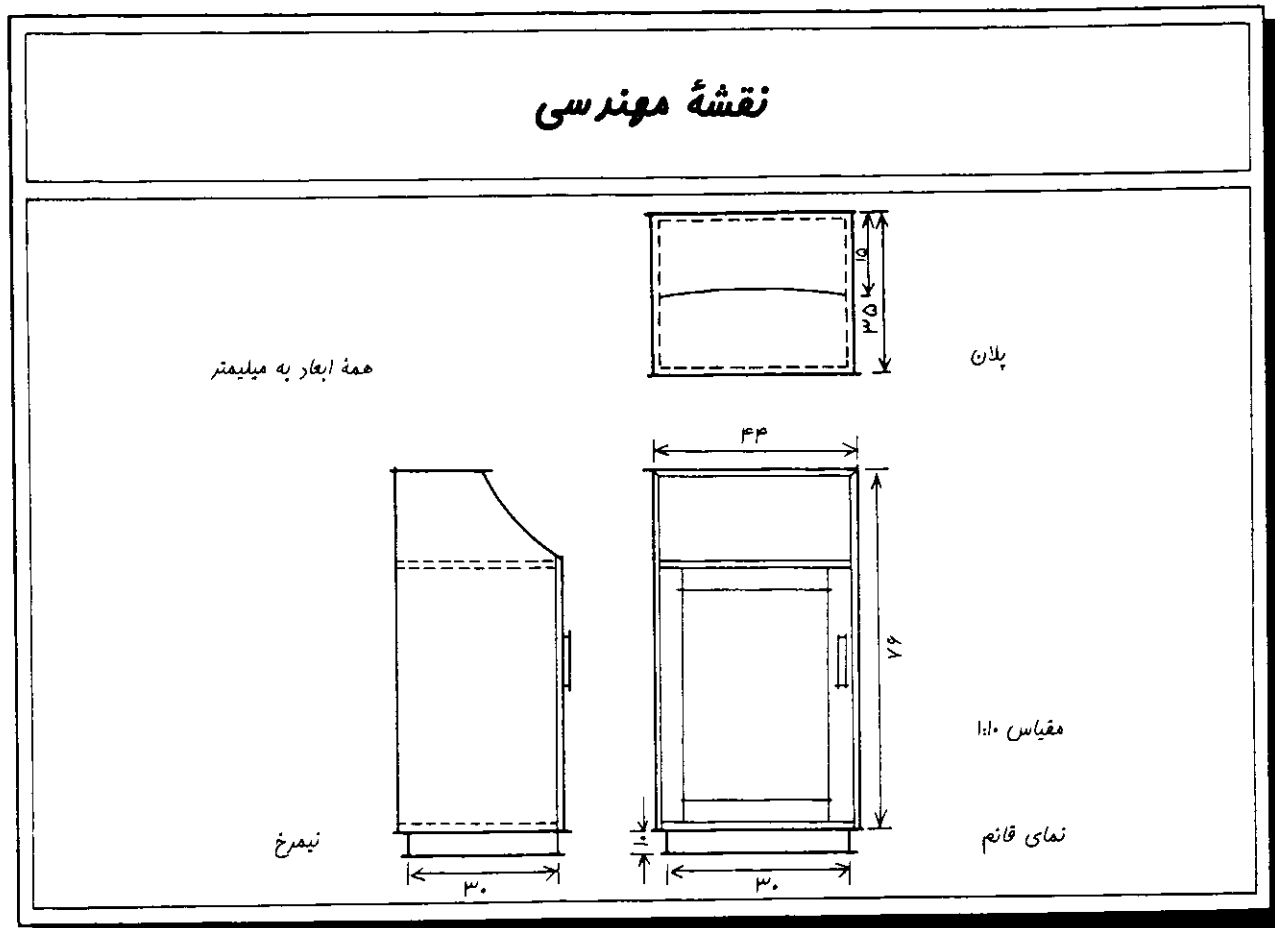 نقشهٔ مهندسی
۱۵
۳۵
پلان
همهٔ ابعار به میلیمتر
۴۴
۷۶
مقیاس ۱:۱۰
نمای قائم
نیمرخ
۱۰
۳۰
۳۰